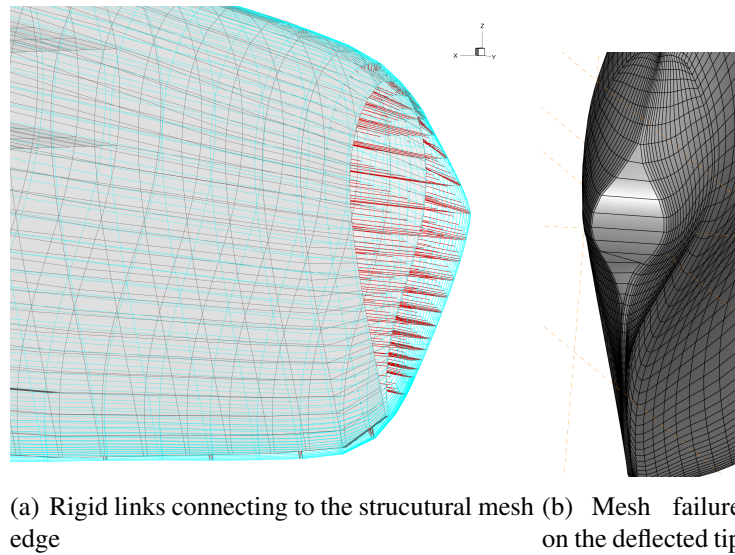 Z
X
Y
(a) Rigid links connecting to the strucutural mesh
edge
(b) Mesh failure
on the deflected tip